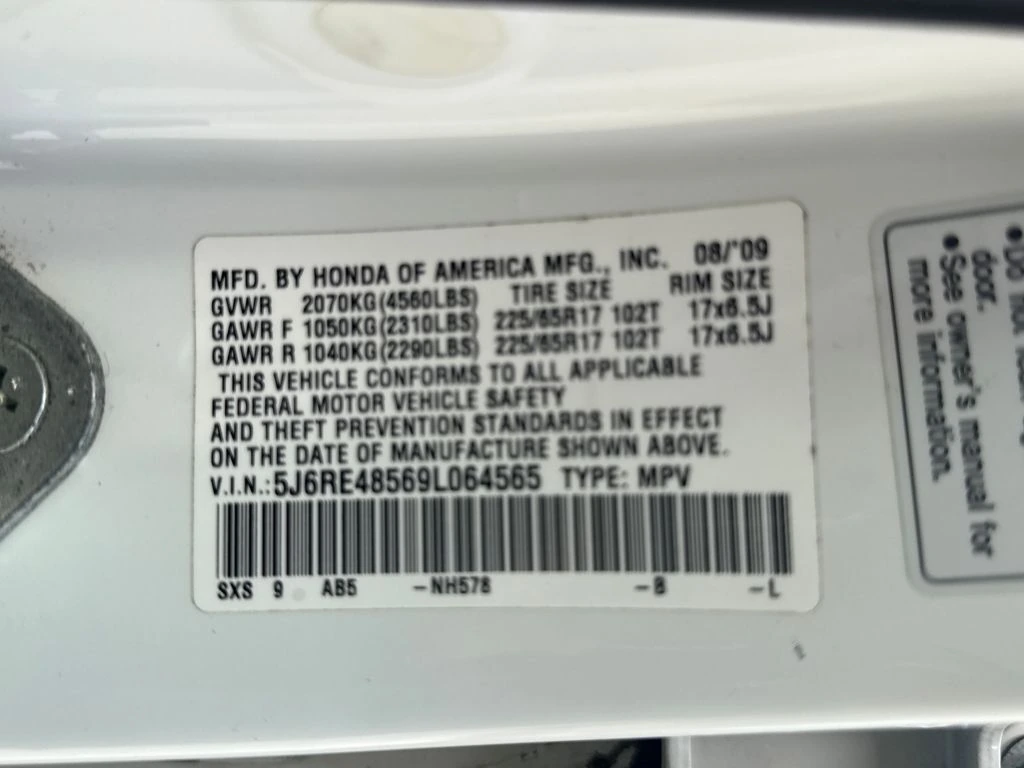 MFD. BY HONDA OF AMERICA MFG., INC. 08/'09
GVWR 2070KG(4560LBS) TIRE SIZE RIM SIZE
GAWR F 1050KG(2310LBS) 225/65R17 102T 17x6.5J
GAWR R 1040KG(2290LBS) 225/65R17 102T 17x6.5J
THIS VEHICLE CONFORMS TO ALL APPLICABLE
FEDERAL MOTOR VEHICLE SAFETY
AND THEFT PREVENTION STANDARDS IN EFFECT
ON THE DATE OF MANUFACTURE SHOWN ABOVE.
V.I.N.:5J6RE48569L064565 TYPE: MPV
SXS 9 AB5 -NH578 -B -L
• Do not
door.
• See owner's manual for
more information.